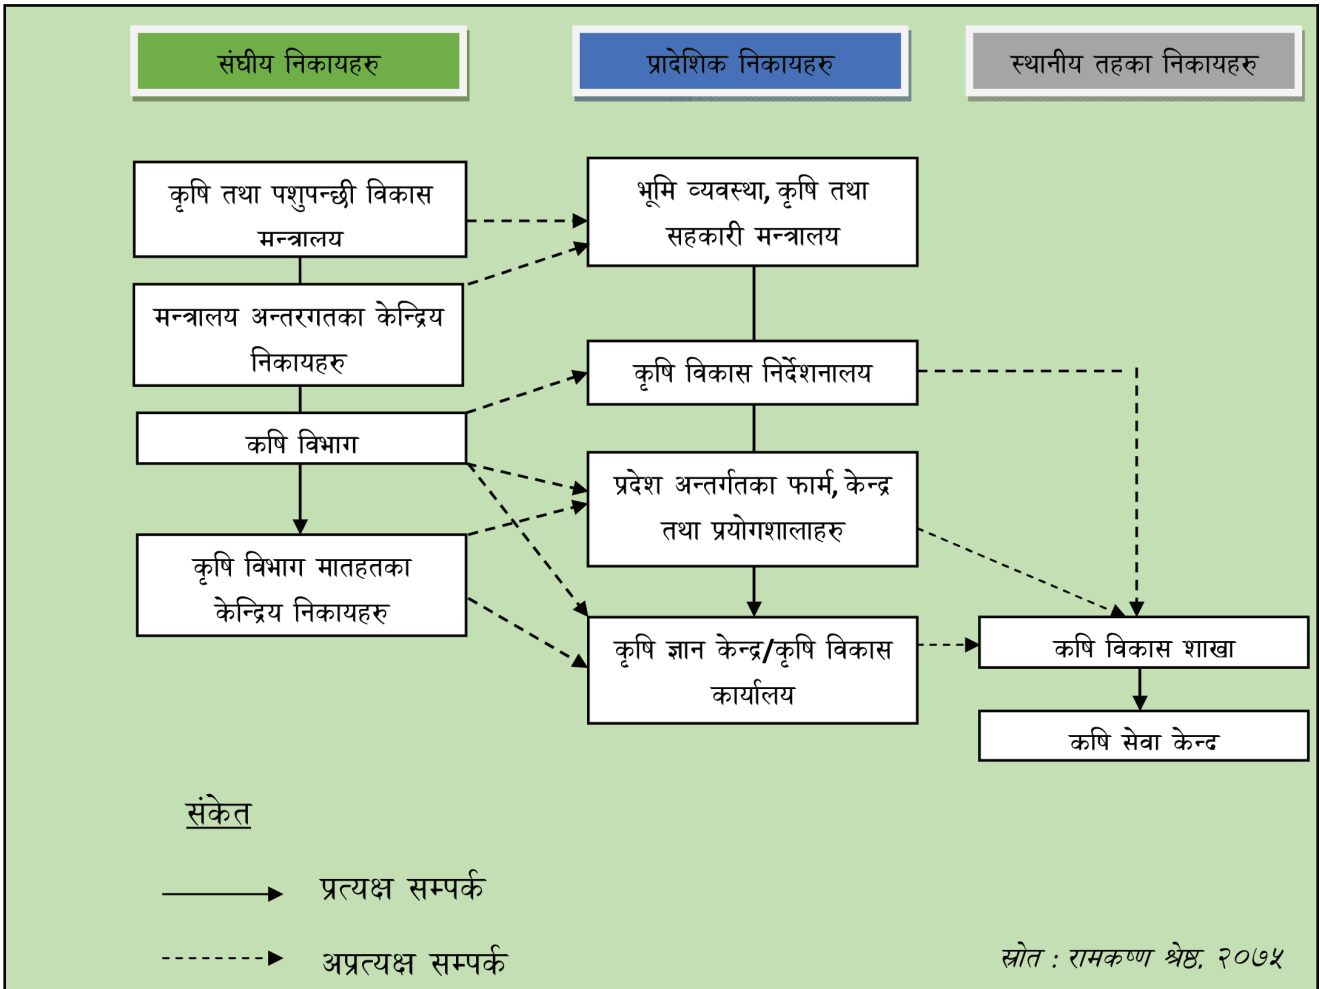 संघीय निकायहरु
प्रादेशिक निकायहरु
स्थानीय तहका निकायहरु
कृषि तथा पशुपन्छी विकास
मन्त्रालय
मन्त्रालय अन्तरगतका केन्द्रिय
निकायहरु
कषि विभाग
कृषि विभाग मातहतका
केन्द्रिय निकायहरु
भूमि व्यवस्था, कृषि तथा
सहकारी मन्त्रालय
कृषि विकास निर्देशनालय
प्रदेश अन्तर्गतका फार्म, केन्द्र
तथा प्रयोगशालाहरु
कृषि ज्ञान केन्द्र/कृषि विकास
कार्यालय
कषि विकास शाखा
कषि सेवा केन्द
संकेत
प्रत्यक्ष सम्पर्क
अप्रत्यक्ष सम्पर्क
स्रोत : रामकष्ण श्रेष्ठ. २०७५